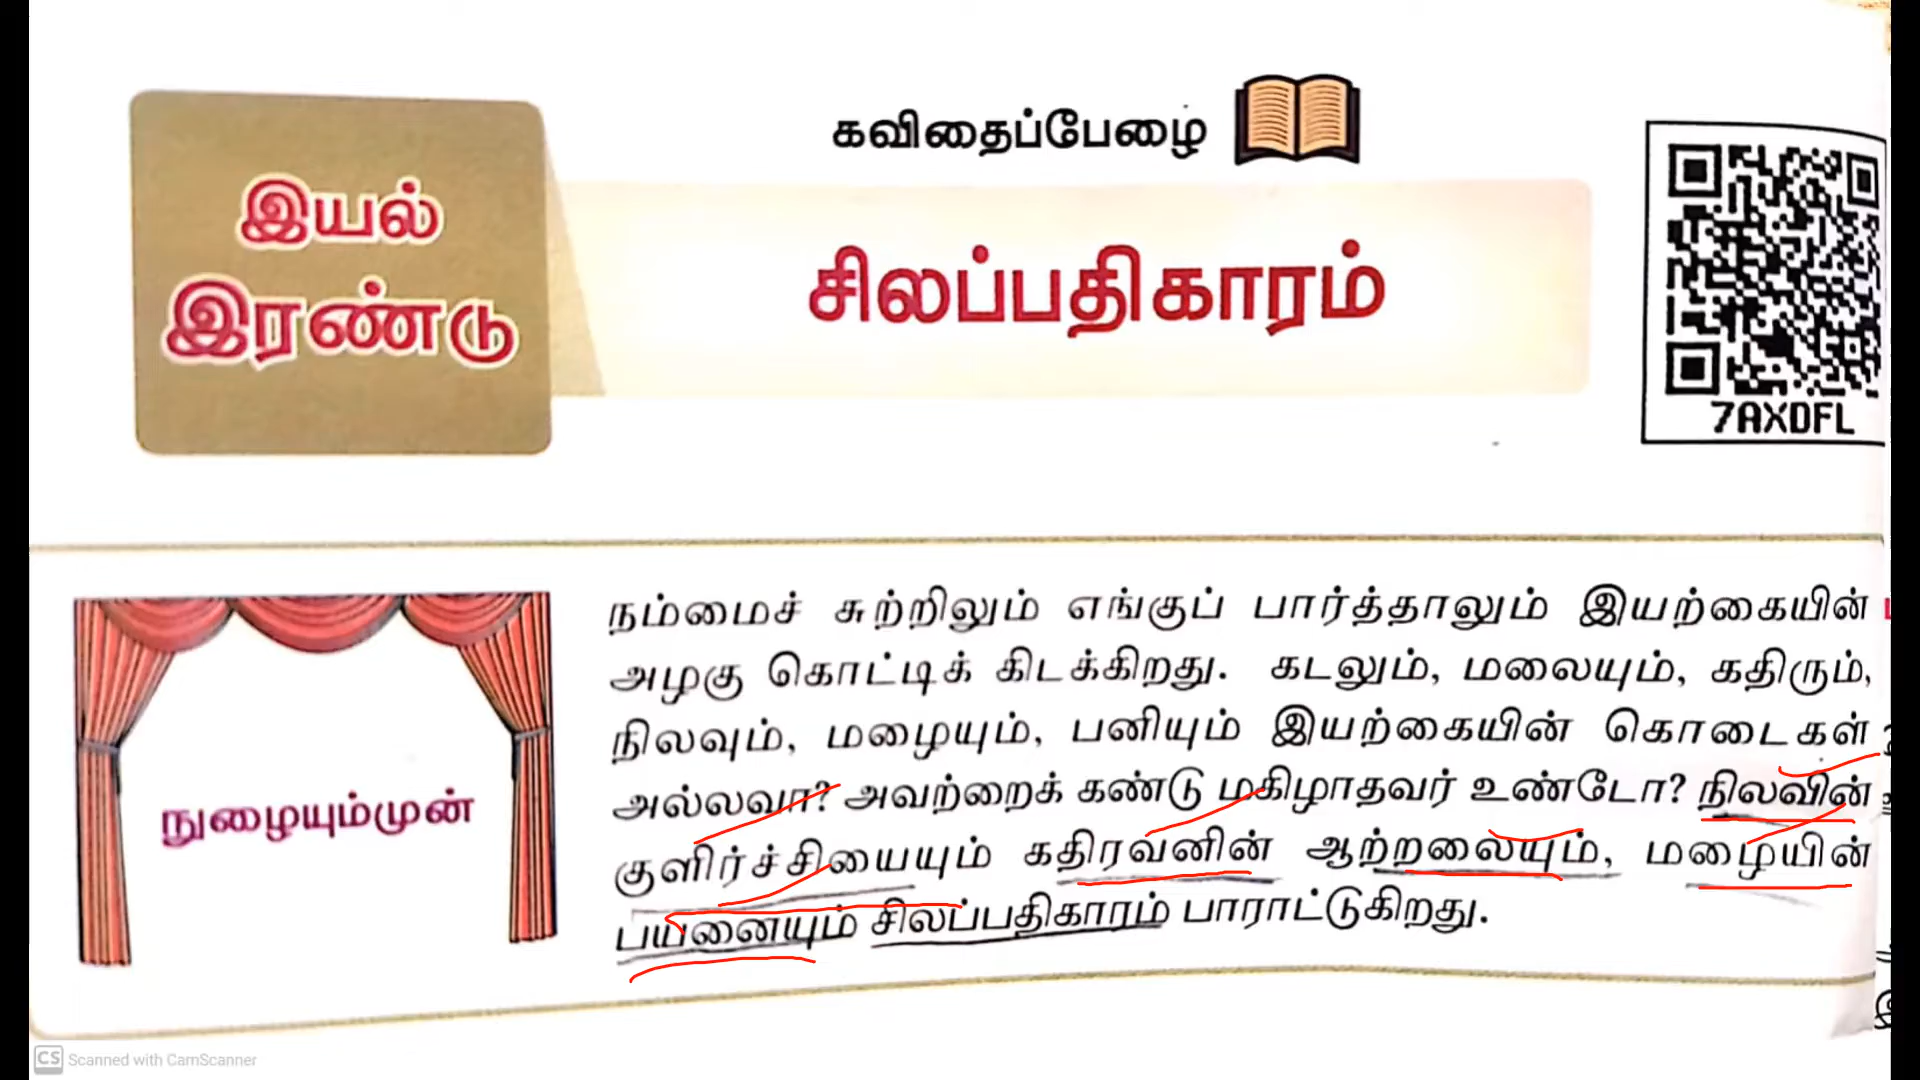 கவிதைப்பேழை
இயல்
இரண்டு
சிலப்பதிகாரம்
7AXDFL
நுழையும்முன்
நம்மைச் சுற்றிலும் எங்குப் பார்த்தாலும் இயற்கையின்
அழகு கொட்டிக் கிடக்கிறது. கடலும், மலையும், கதிரும்,
நிலவும், மழையும், பனியும் இயற்கையின் கொடைகள்
அல்லவா? அவற்றைக் கண்டு மகிழாதவர் உண்டோ? நிலவின்
குளிர்ச்சியையும் கதிரவனின் ஆற்றலையும், மழையின்
பயனையும் சிலப்பதிகாரம் பாராட்டுகிறது.
CS Scanned with CamScanner